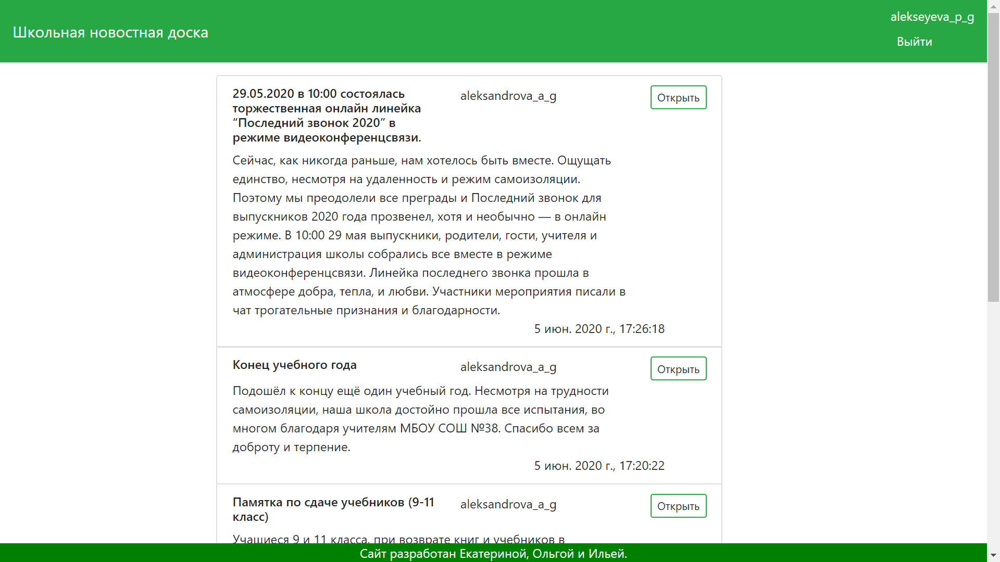 Школьная новостная доска
alekseyeva_p_g
Выйти
29.05.2020 в 10:00 состоялась
торжественная онлайн линейка
“Последний звонок 2020” в
режиме видеоконференцсвязи.
aleksandrova_a_g
Открыть
Сейчас, как никогда раньше, нам хотелось быть вместе. Ощущать
единство, несмотря на удаленность и режим самоизоляции.
Поэтому мы преодолели все преграды и Последний звонок для
выпускников 2020 года прозвенел, хотя и необычно — в онлайн
режиме. В 10:00 29 мая выпускники, родители, гости, учителя и
администрация школы собрались все вместе в режиме
видеоконференцсвязи. Линейка последнего звонка прошла в
атмосфере добра, тепла, и любви. Участники мероприятия писали в
чат трогательные признания и благодарности.
5 июн. 2020 г., 17:26:18
Конец учебного года
aleksandrova_a_g
Открыть
Подошёл к концу ещё один учебный год. Несмотря на трудности
самоизоляции, наша школа достойно прошла все испытания, во
многом благодаря учителям МБОУ СОШ №38. Спасибо всем за
доброту и терпение.
5 июн. 2020 г., 17:20:22
Памятка по сдаче учебников (9-11
класс)
aleksandrova_a_g
Открыть
Учащиеся 9 и 11 класса, при возврате книг и учебников в
Сайт разработан Екатериной, Ольгой и Ильей.